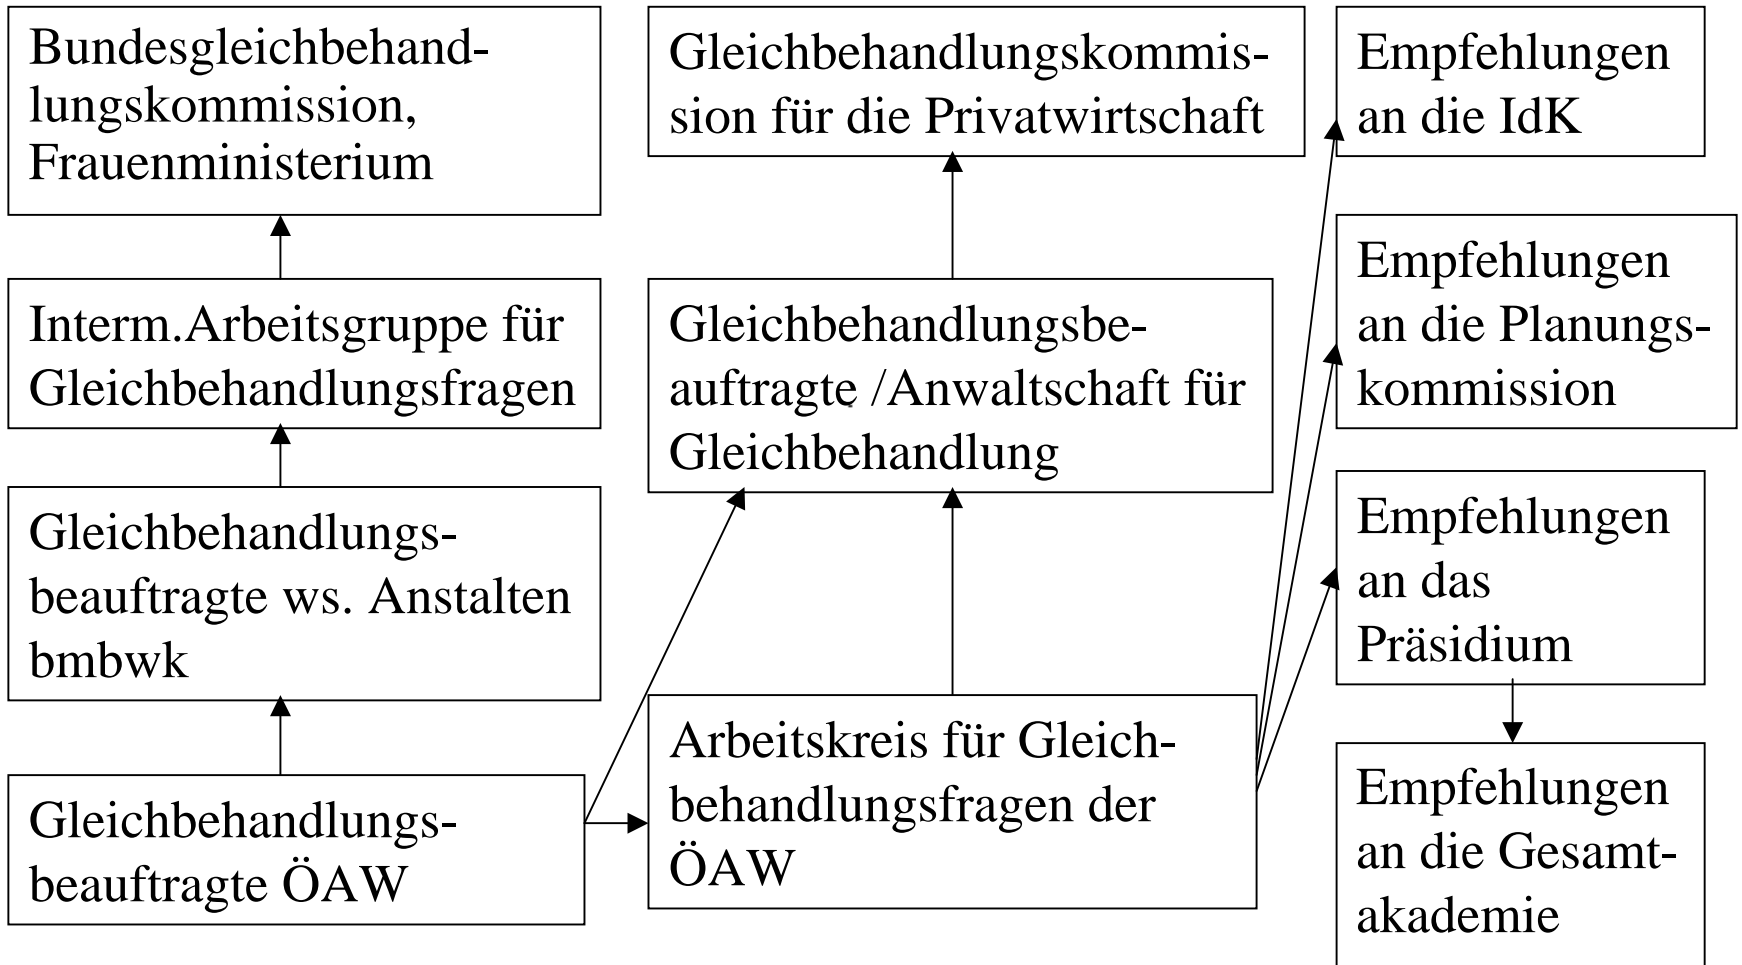 Bundesgleichbehand-
lungskommission,
Frauenministerium
Interm.Arbeitsgruppe für
Gleichbehandlungsfragen
Gleichbehandlungs-
beauftragte ws. Anstalten
bmbwk
Gleichbehandlungs-
beauftragte ÖAW
Gleichbehandlungskommis-
sion für die Privatwirtschaft
Gleichbehandlungsbe-
auftragte /Anwaltschaft für
Gleichbehandlung
Arbeitskreis für Gleich-
behandlungsfragen der
ÖAW
Empfehlungen
an die IdK
Empfehlungen
an die Planungs-
kommission
Empfehlungen
an das
Präsidium
Empfehlungen
an die Gesamt-
akademie